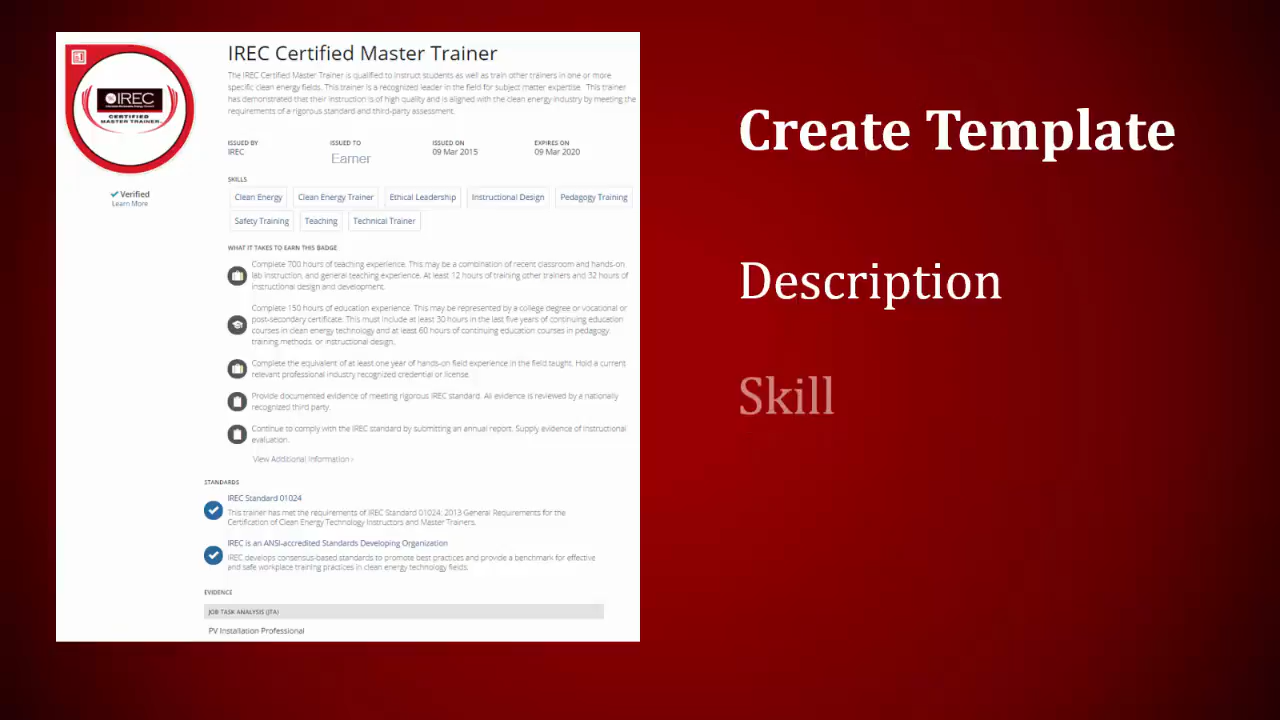 IREC
CERTIFIED
MASTER TRAINER
Verified
Learn More
IREC Certified Master Trainer
The IREC Certified Master Trainer is qualified to instruct students as well as train other trainers in one or more
specific clean energy fields. This trainer is a recognized leader in the field for subject matter expertise. This trainer
has demonstrated that their instruction is of high quality and is aligned with the clean energy industry by meeting the
requirements of a rigorous standard and third-party assessment.
ISSUED BY ISSUED TO ISSUED ON EXPIRES ON
IREC Earner 09 Mar 2015 09 Mar 2020
SKILLS
Clean Energy Clean Energy Trainer Ethical Leadership Instructional Design Pedagogy Training
Safety Training Teaching Technical Trainer
WHAT IT TAKES TO EARN THIS BADGE
Complete 700 hours of teaching experience. This may be a combination of recent classroom and hands-on
lab instruction, and general teaching experience. At least 12 hours of training other trainers and 32 hours of
instructional design and development.
Complete 150 hours of education experience. This may be represented by a college degree or vocational or
post-secondary certificate. This must include at least 30 hours in the last five years of continuing education
courses in clean energy technology and at least 60 hours of continuing education courses in pedagogy,
training methods, or instructional design.
Complete the equivalent of at least one year of hands-on field experience in the field taught. Hold a current
relevant professional industry recognized credential or license.
Provide documented evidence of meeting rigorous IREC standard. All evidence is reviewed by a nationally
recognized third party.
Continue to comply with the IREC standard by submitting an annual report. Supply evidence of instructional
evaluation.
View Additional Information ›
STANDARDS
IREC Standard 01024
This trainer has met the requirements of IREC Standard 01024: 2013 General Requirements for the
Certification of Clean Energy Technology Instructors and Master Trainers.
IREC is an ANSI-accredited Standards Developing Organization
IREC develops consensus-based standards to promote best practices and provide a benchmark for effective
and safe workplace training practices in clean energy technology fields.
EVIDENCE
JOB TASK ANALYSIS (JTA)
PV Installation Professional
Create Template
Description
Skill